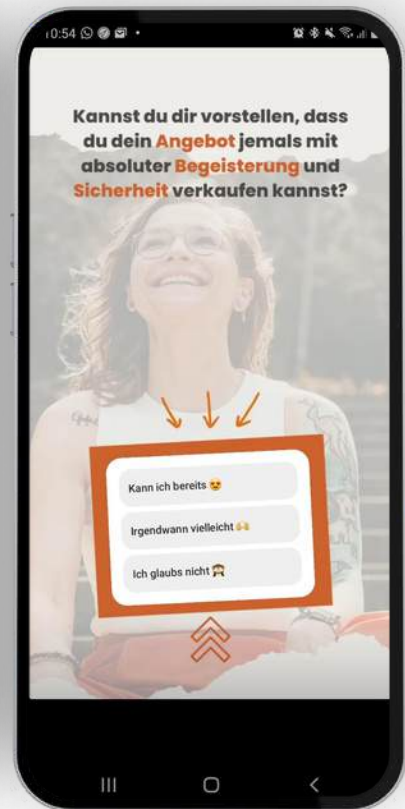 10:54
Kannst du dir vorstellen, dass
du dein Angebot jemals mit
absoluter Begeisterung und
Sicherheit verkaufen kannst?
Kann ich bereits 😍
Irgendwann vielleicht 🫶
Ich glaubs nicht 🙈